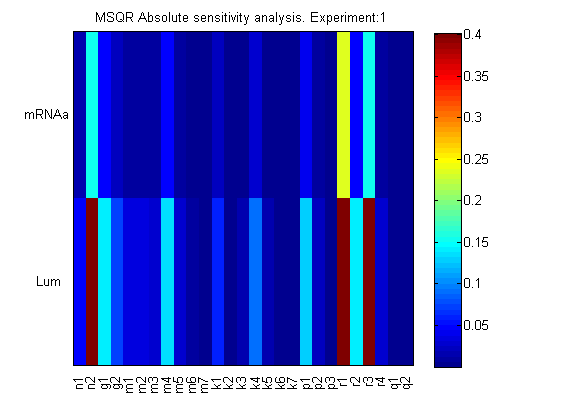 MSQR Absolute sensitivity analysis. Experiment:1
mRNAa
Lum
0.4
0.35
0.3
0.25
0.2
0.15
0.1
0.05
n1 n2 g1 g2 m1 m2 m3 m4 m5 m6 m7 k1 k2 k3 k4 k5 k6 k7 p1 p2 p3 r1 r2 r3 r4 q1 q2